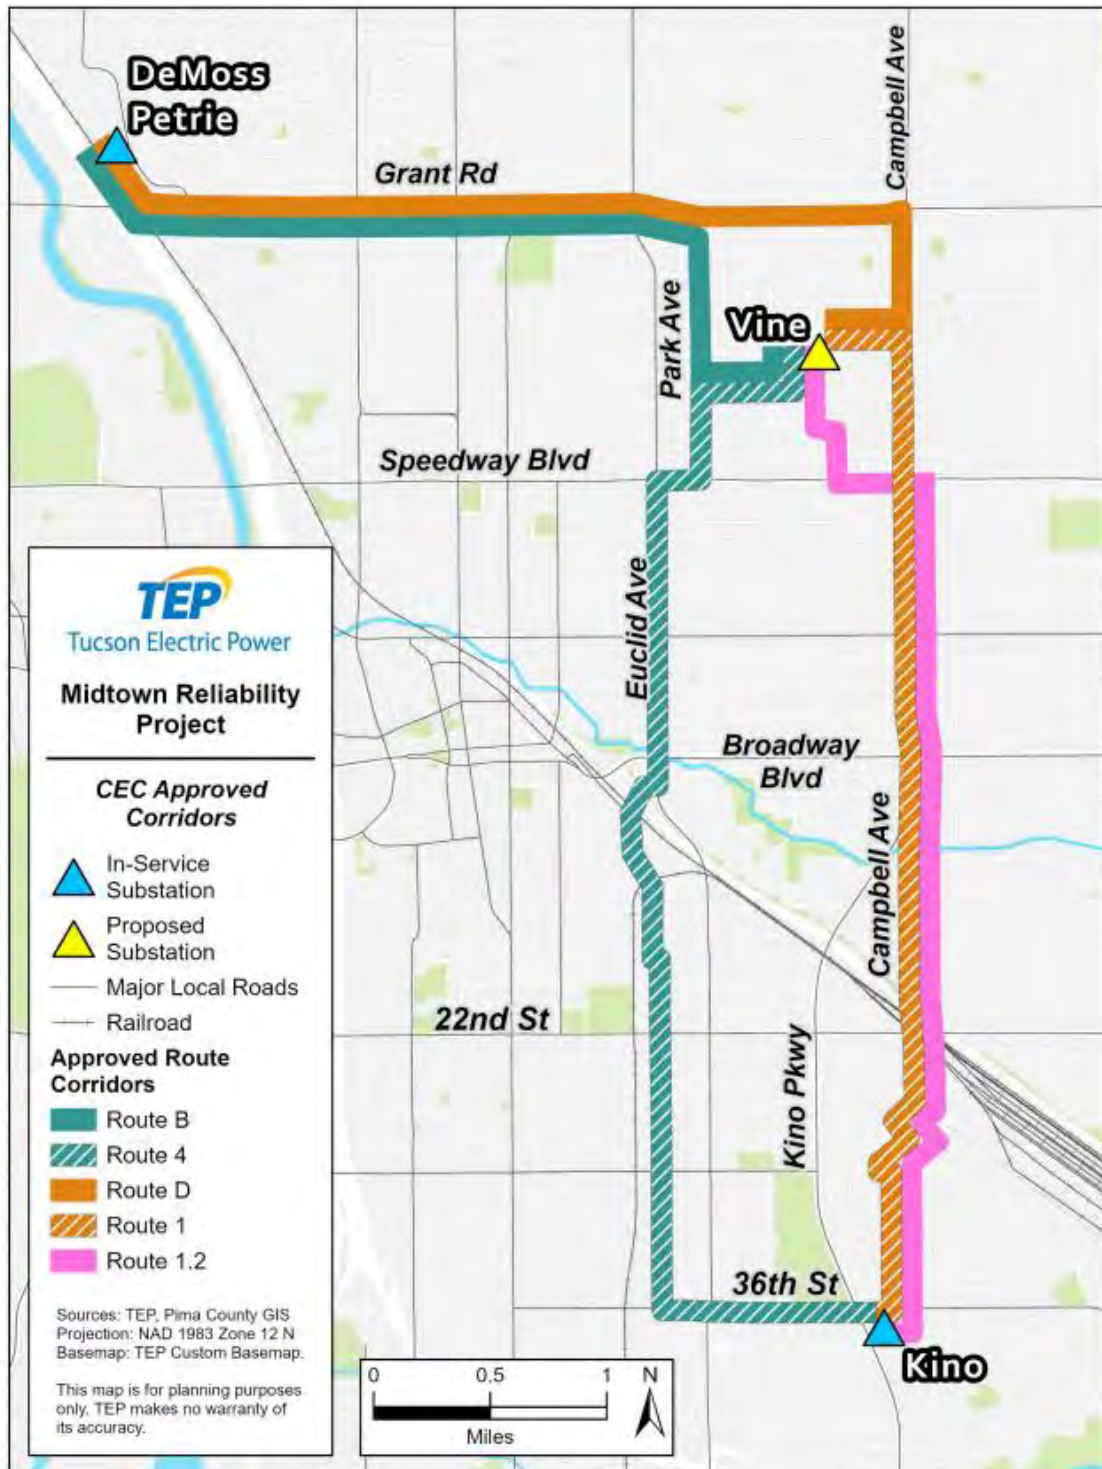 DeMoss
Petrie
Campbell Ave
Grant Rd
Vine
Park Ave
Speedway Blvd
Euclid Ave
Broadway
Blvd
Campbell Ave
22nd St
Kino Pkwy
36th St
Kino
TEP
Tucson Electric Power
Midtown Reliability
Project
CEC Approved
Corridors
In-Service
Substation
Proposed
Substation
Major Local Roads
Railroad
Approved Route
Corridors
Route B
Route 4
Route D
Route 1
Route 1.2
Sources: TEP, Pima County GIS
Projection: NAD 1983 Zone 12 N
Basemap: TEP Custom Basemap.
This map is for planning purposes
only. TEP makes no warranty of
its accuracy.
0 0.5 1
Miles
N